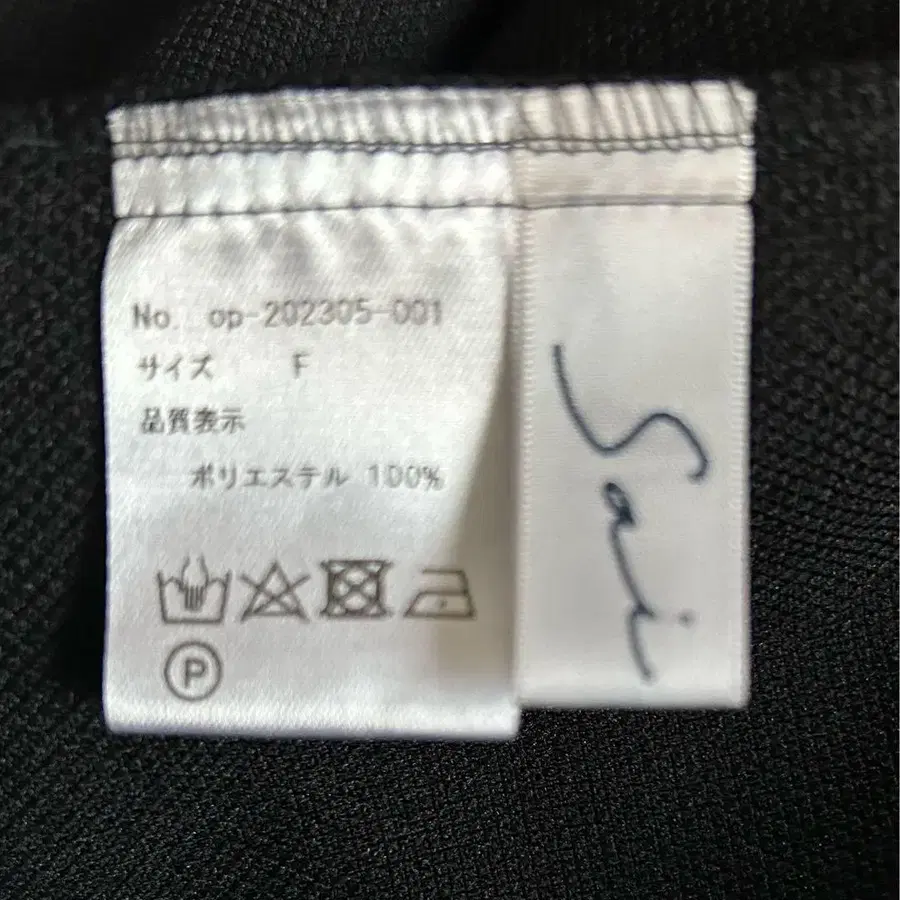 No. op-202305-001
サイズ F
品質表示
ポリエステル 100%
P
Sai